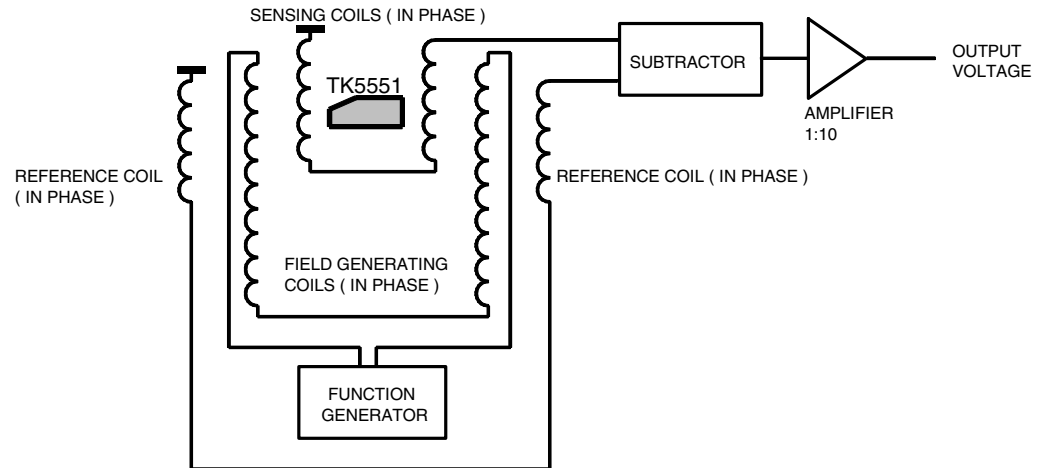 SENSING COILS ( IN PHASE )
SUBTRACTOR
OUTPUT
VOLTAGE
TK5551
AMPLIFIER
1:10
REFERENCE COIL
( IN PHASE )
REFERENCE COIL ( IN PHASE )
FIELD GENERATING
COILS ( IN PHASE )
FUNCTION
GENERATOR